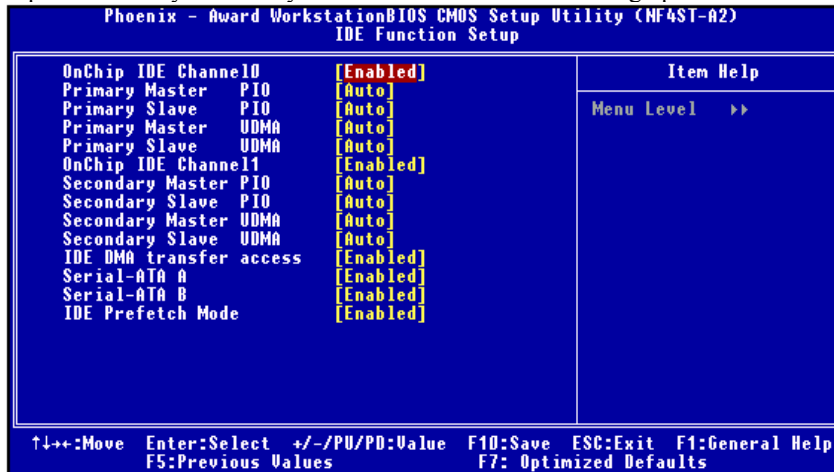 Phoenix - Award WorkstationBIOS CMOS Setup Utility (NF4ST-A2)
IDE Function Setup
OnChip IDE Channel0 [Enabled]
Primary Master PIO [Auto]
Primary Slave PIO [Auto]
Primary Master UDMA [Auto]
Primary Slave UDMA [Auto]
OnChip IDE Channel1 [Enabled]
Secondary Master PIO [Auto]
Secondary Slave PIO [Auto]
Secondary Master UDMA [Auto]
Secondary Slave UDMA [Auto]
IDE DMA transfer access [Enabled]
Serial-ATA A [Enabled]
Serial-ATA B [Enabled]
IDE Prefetch Mode [Enabled]
Item Help
Menu Level ▸▸
↑↓→←:Move Enter:Select +/-/PU/PD:Value F10:Save ESC:Exit F1:General Help
F5:Previous Values F7: Optimized Defaults